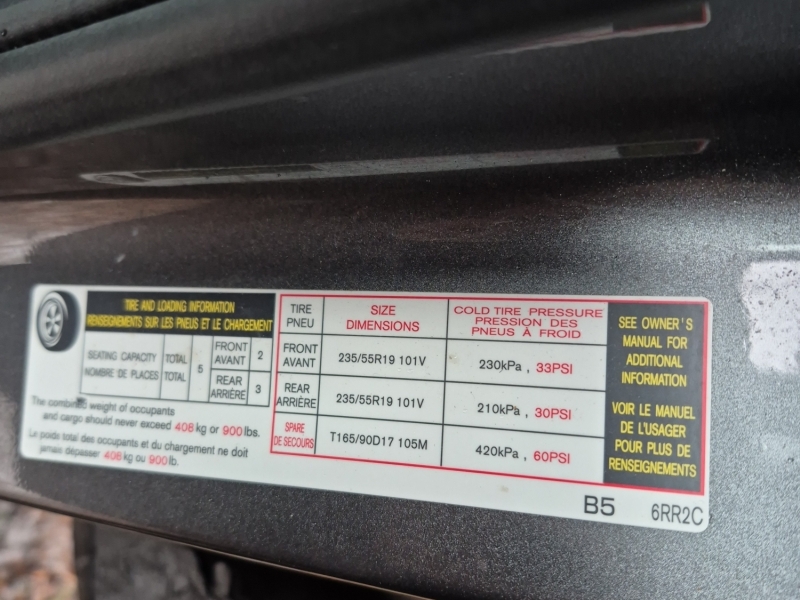 TIRE AND LOADING INFORMATION
RENSEIGNEMENTS SUR LES PNEUS ET LE CHARGEMENT
SEATING CAPACITY
NOMBRE DE PLACES
TOTAL
TOTAL
5
FRONT
AVANT
2
REAR
ARRIÈRE
3
The combined weight of occupants
and cargo should never exceed 408 kg or 900 lbs.
Le poids total des occupants et du chargement ne doit
jamais dépasser 408 kg ou 900 lb.
TIRE
PNEU
SIZE
DIMENSIONS
COLD TIRE PRESSURE
PRESSION DES
PNEUS À FROID
FRONT
AVANT
235/55R19 101V
230kPa , 33PSI
REAR
ARRIÈRE
235/55R19 101V
210kPa , 30PSI
SPARE
DE SECOURS
T165/90D17 105M
420kPa , 60PSI
SEE OWNER'S
MANUAL FOR
ADDITIONAL
INFORMATION
VOIR LE MANUEL
DE L'USAGER
POUR PLUS DE
RENSEIGNEMENTS
B5
6RR2C